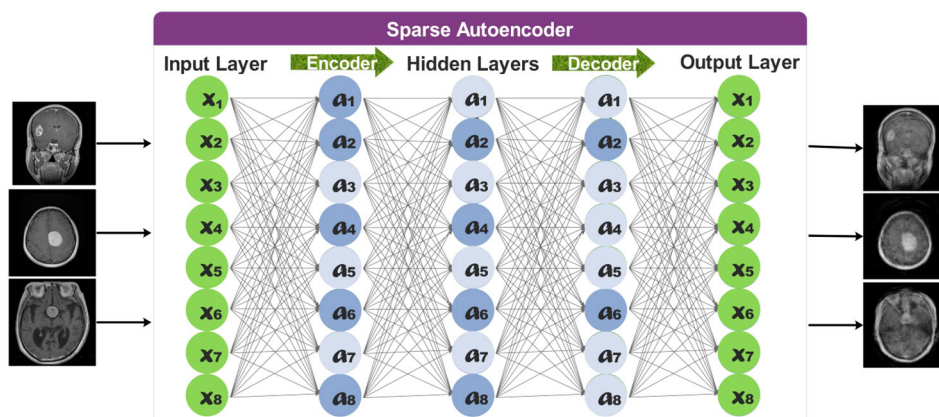 Sparse Autoencoder
Input Layer Encoder Hidden Layers Decoder Output Layer
x1 a1 a1 a1 x1
x2 a2 a2 a2 x2
x3 a3 a3 a3 x3
x4 a4 a4 a4 x4
x5 a5 a5 a5 x5
x6 a6 a6 a6 x6
x7 a7 a7 a7 x7
x8 a8 a8 a8 x8